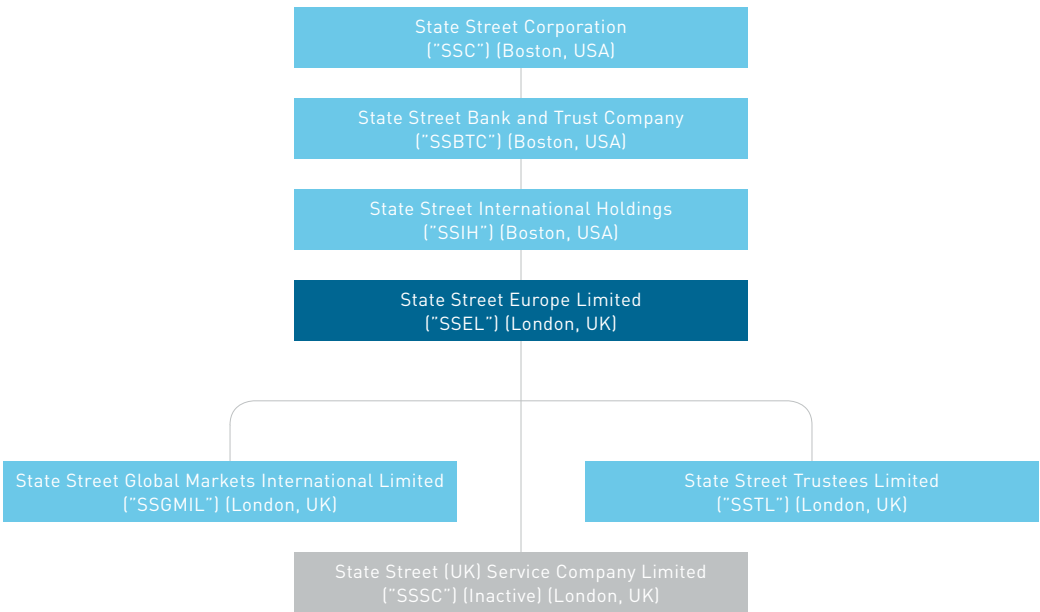 State Street Corporation
("SSC") (Boston, USA)
State Street Bank and Trust Company
("SSBTC") (Boston, USA)
State Street International Holdings
("SSIH") (Boston, USA)
State Street Europe Limited
("SSEL") (London, UK)
State Street Global Markets International Limited
("SSGMIL") (London, UK)
State Street Trustees Limited
("SSTL") (London, UK)
State Street (UK) Service Company Limited
("SSSC") (Inactive) (London, UK)